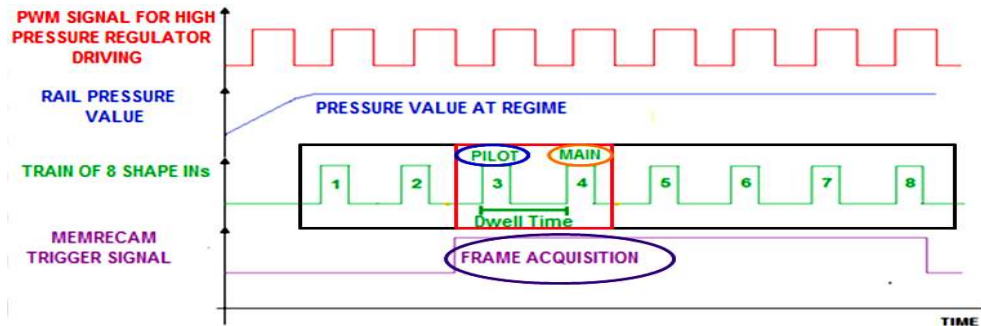 PWM SIGNAL FOR HIGH
PRESSURE REGULATOR
DRIVING
RAIL PRESSURE
VALUE
PRESSURE VALUE AT REGIME
PILOT
MAIN
TRAIN OF 8 SHAPE INs
1 2 3 4 5 6 7 8
Dwell Time
MEMRECAM
TRIGGER SIGNAL
FRAME ACQUISITION
TIME